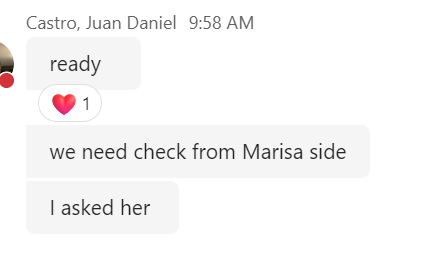 Castro, Juan Daniel 9:58 AM
ready
1
we need check from Marisa side
I asked her